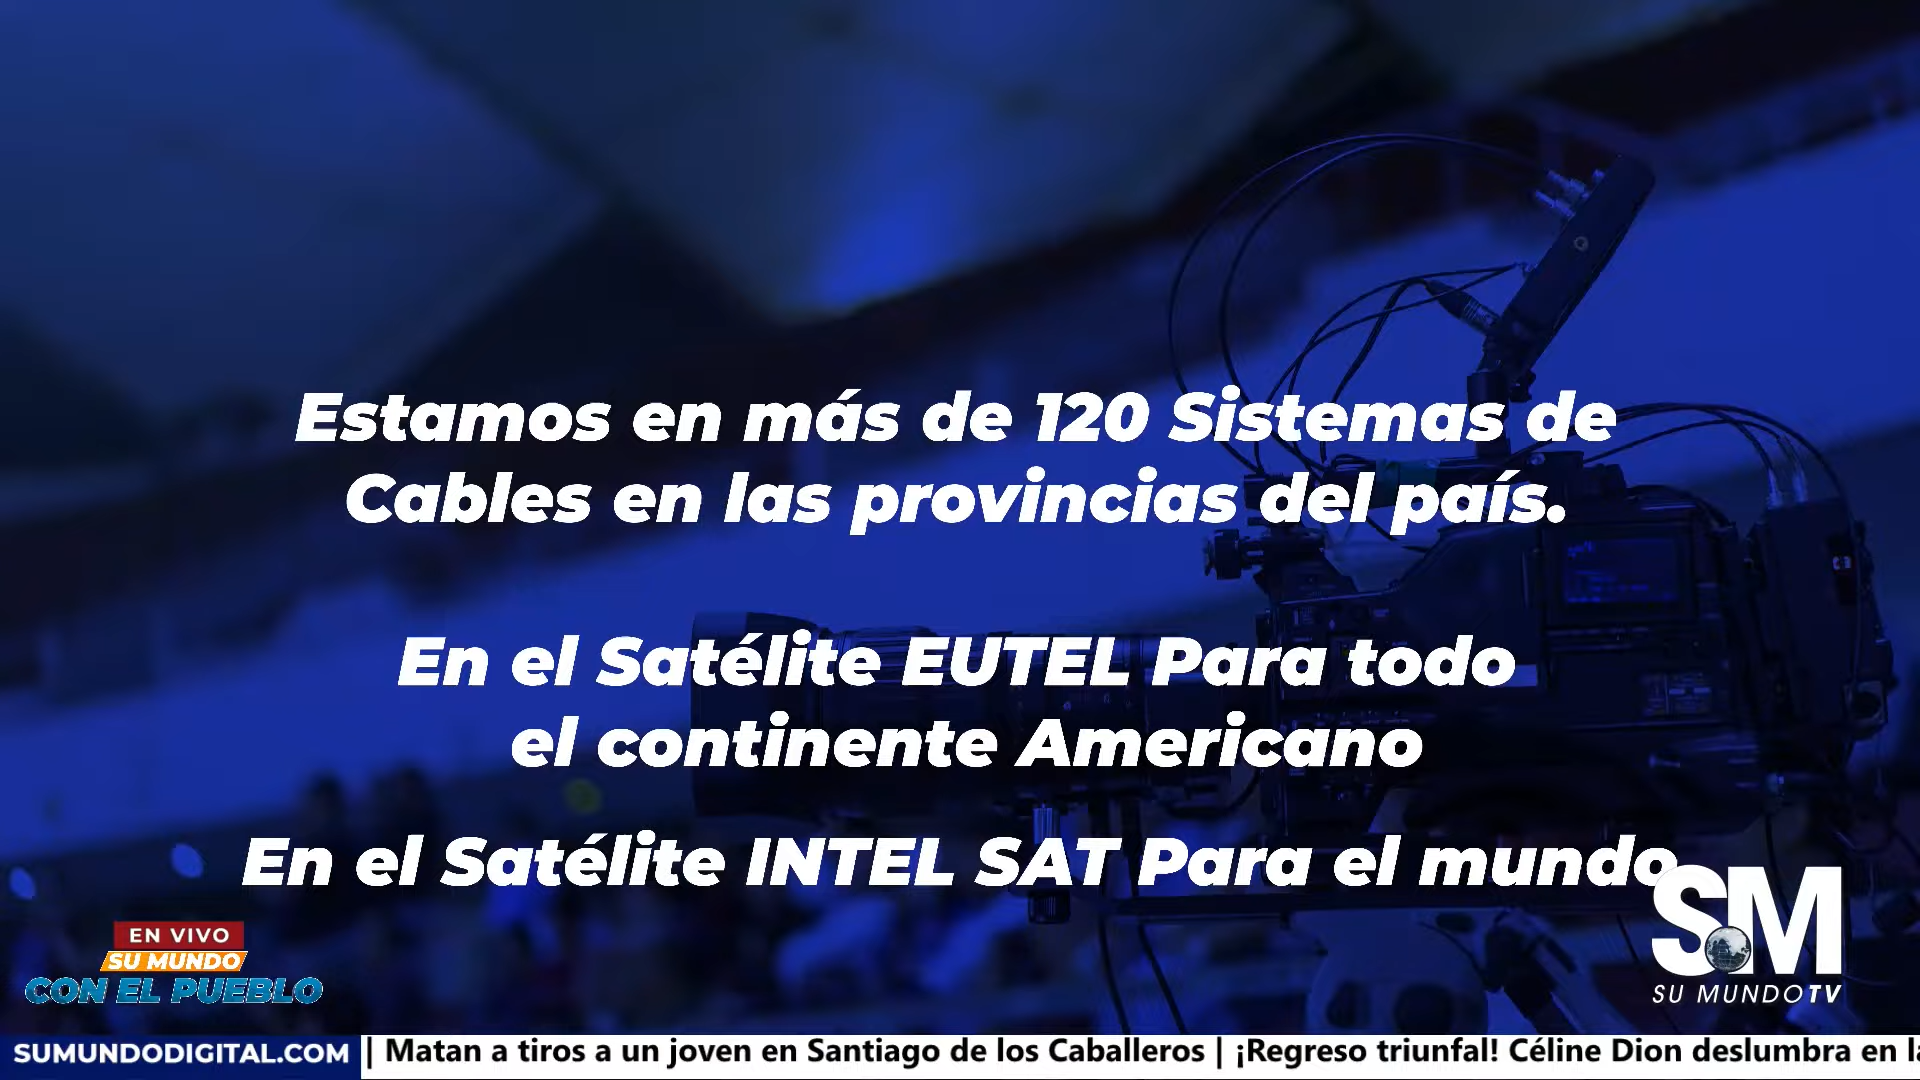 Estamos en más de 120 Sistemas de
Cables en las provincias del país.
En el Satélite EUTEL Para todo
el continente Americano
En el Satélite INTEL SAT Para el mundo
SM
SU MUNDO TV
EN VIVO
SU MUNDO
CON EL PUEBLO
SUMUNDODIGITAL.COM | Matan a tiros a un joven en Santiago de los Caballeros | ¡Regreso triunfal! Céline Dion deslumbra en